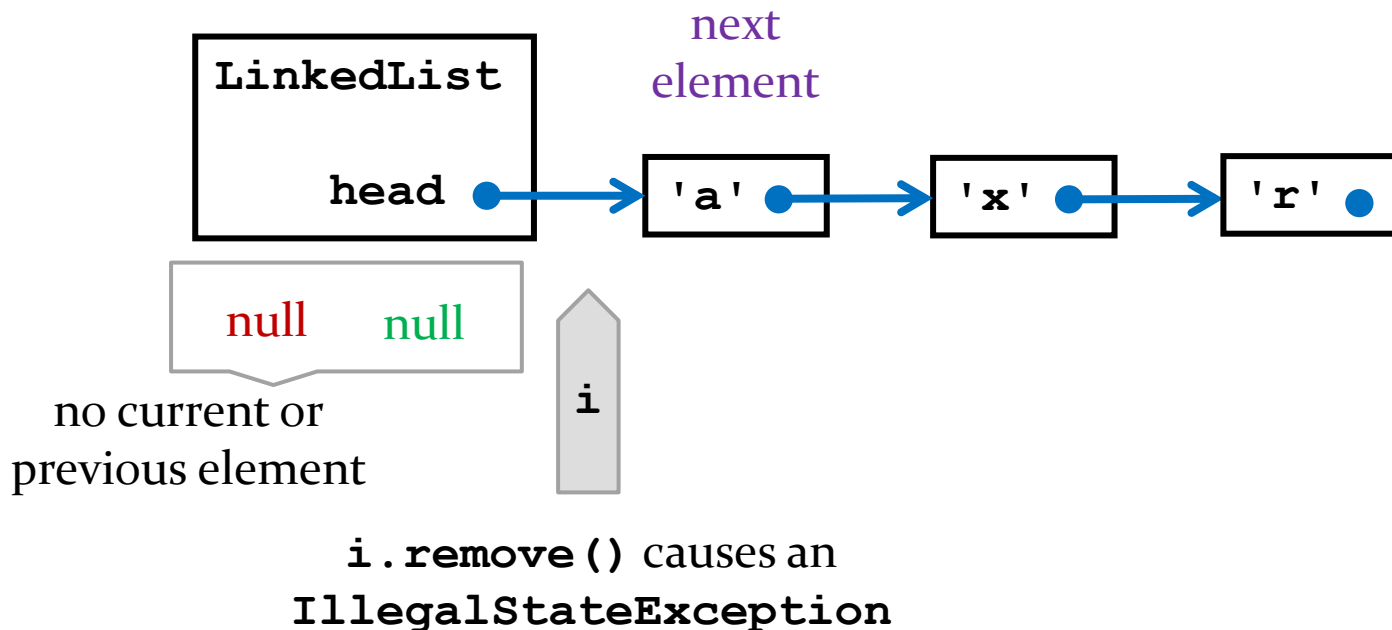 next
element
LinkedList
head
'a'
'x'
'r'
null null
no current or
previous element
i
i.remove() causes an
IllegalStateException